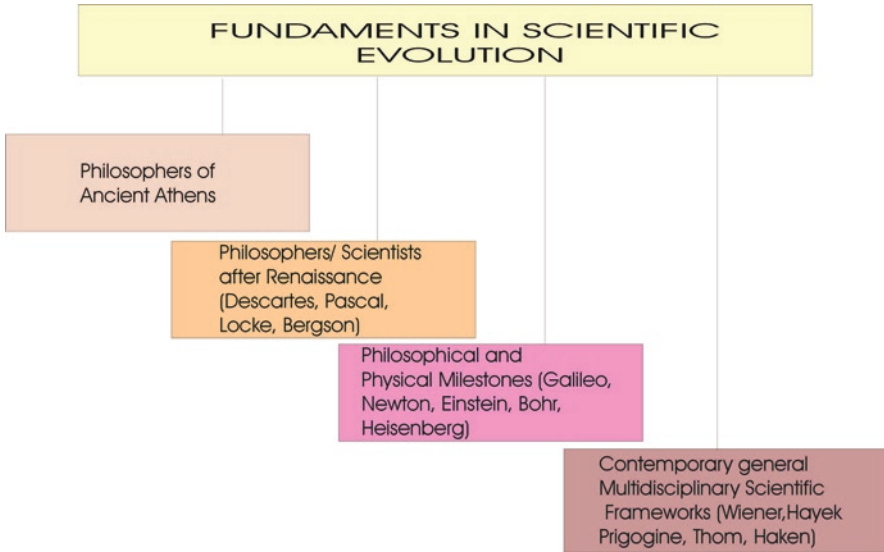 FUNDAMENTS IN SCIENTIFIC
EVOLUTION
Philosophers of
Ancient Athens
Philosophers/ Scientists
after Renaissance
(Descartes, Pascal,
Locke, Bergson)
Philosophical and
Physical Milestones (Galileo,
Newton, Einstein, Bohr,
Heisenberg)
Contemporary general
Multidisciplinary Scientific
Frameworks (Wiener,Hayek
Prigogine, Thom, Haken)